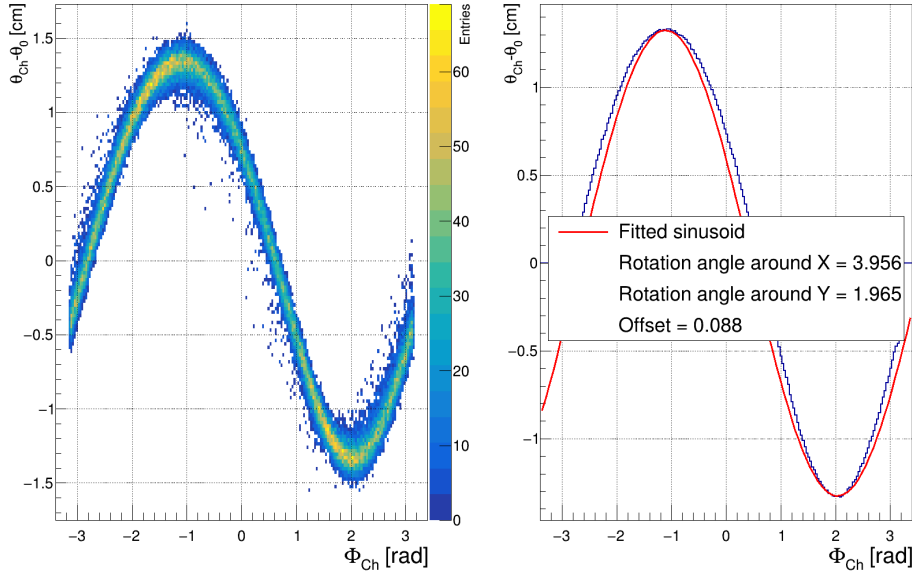 θCh-θ0 [cm]
Entries
1.5
1
0.5
0
−0.5
−1
−1.5
60
50
40
30
20
10
0
−3 −2 −1 0 1 2 3
ΦCh [rad]
θCh-θ0 [cm]
1
0.5
0
−0.5
−1
Fitted sinusoid
Rotation angle around X = 3.956
Rotation angle around Y = 1.965
Offset = 0.088
−3 −2 −1 0 1 2 3
ΦCh [rad]